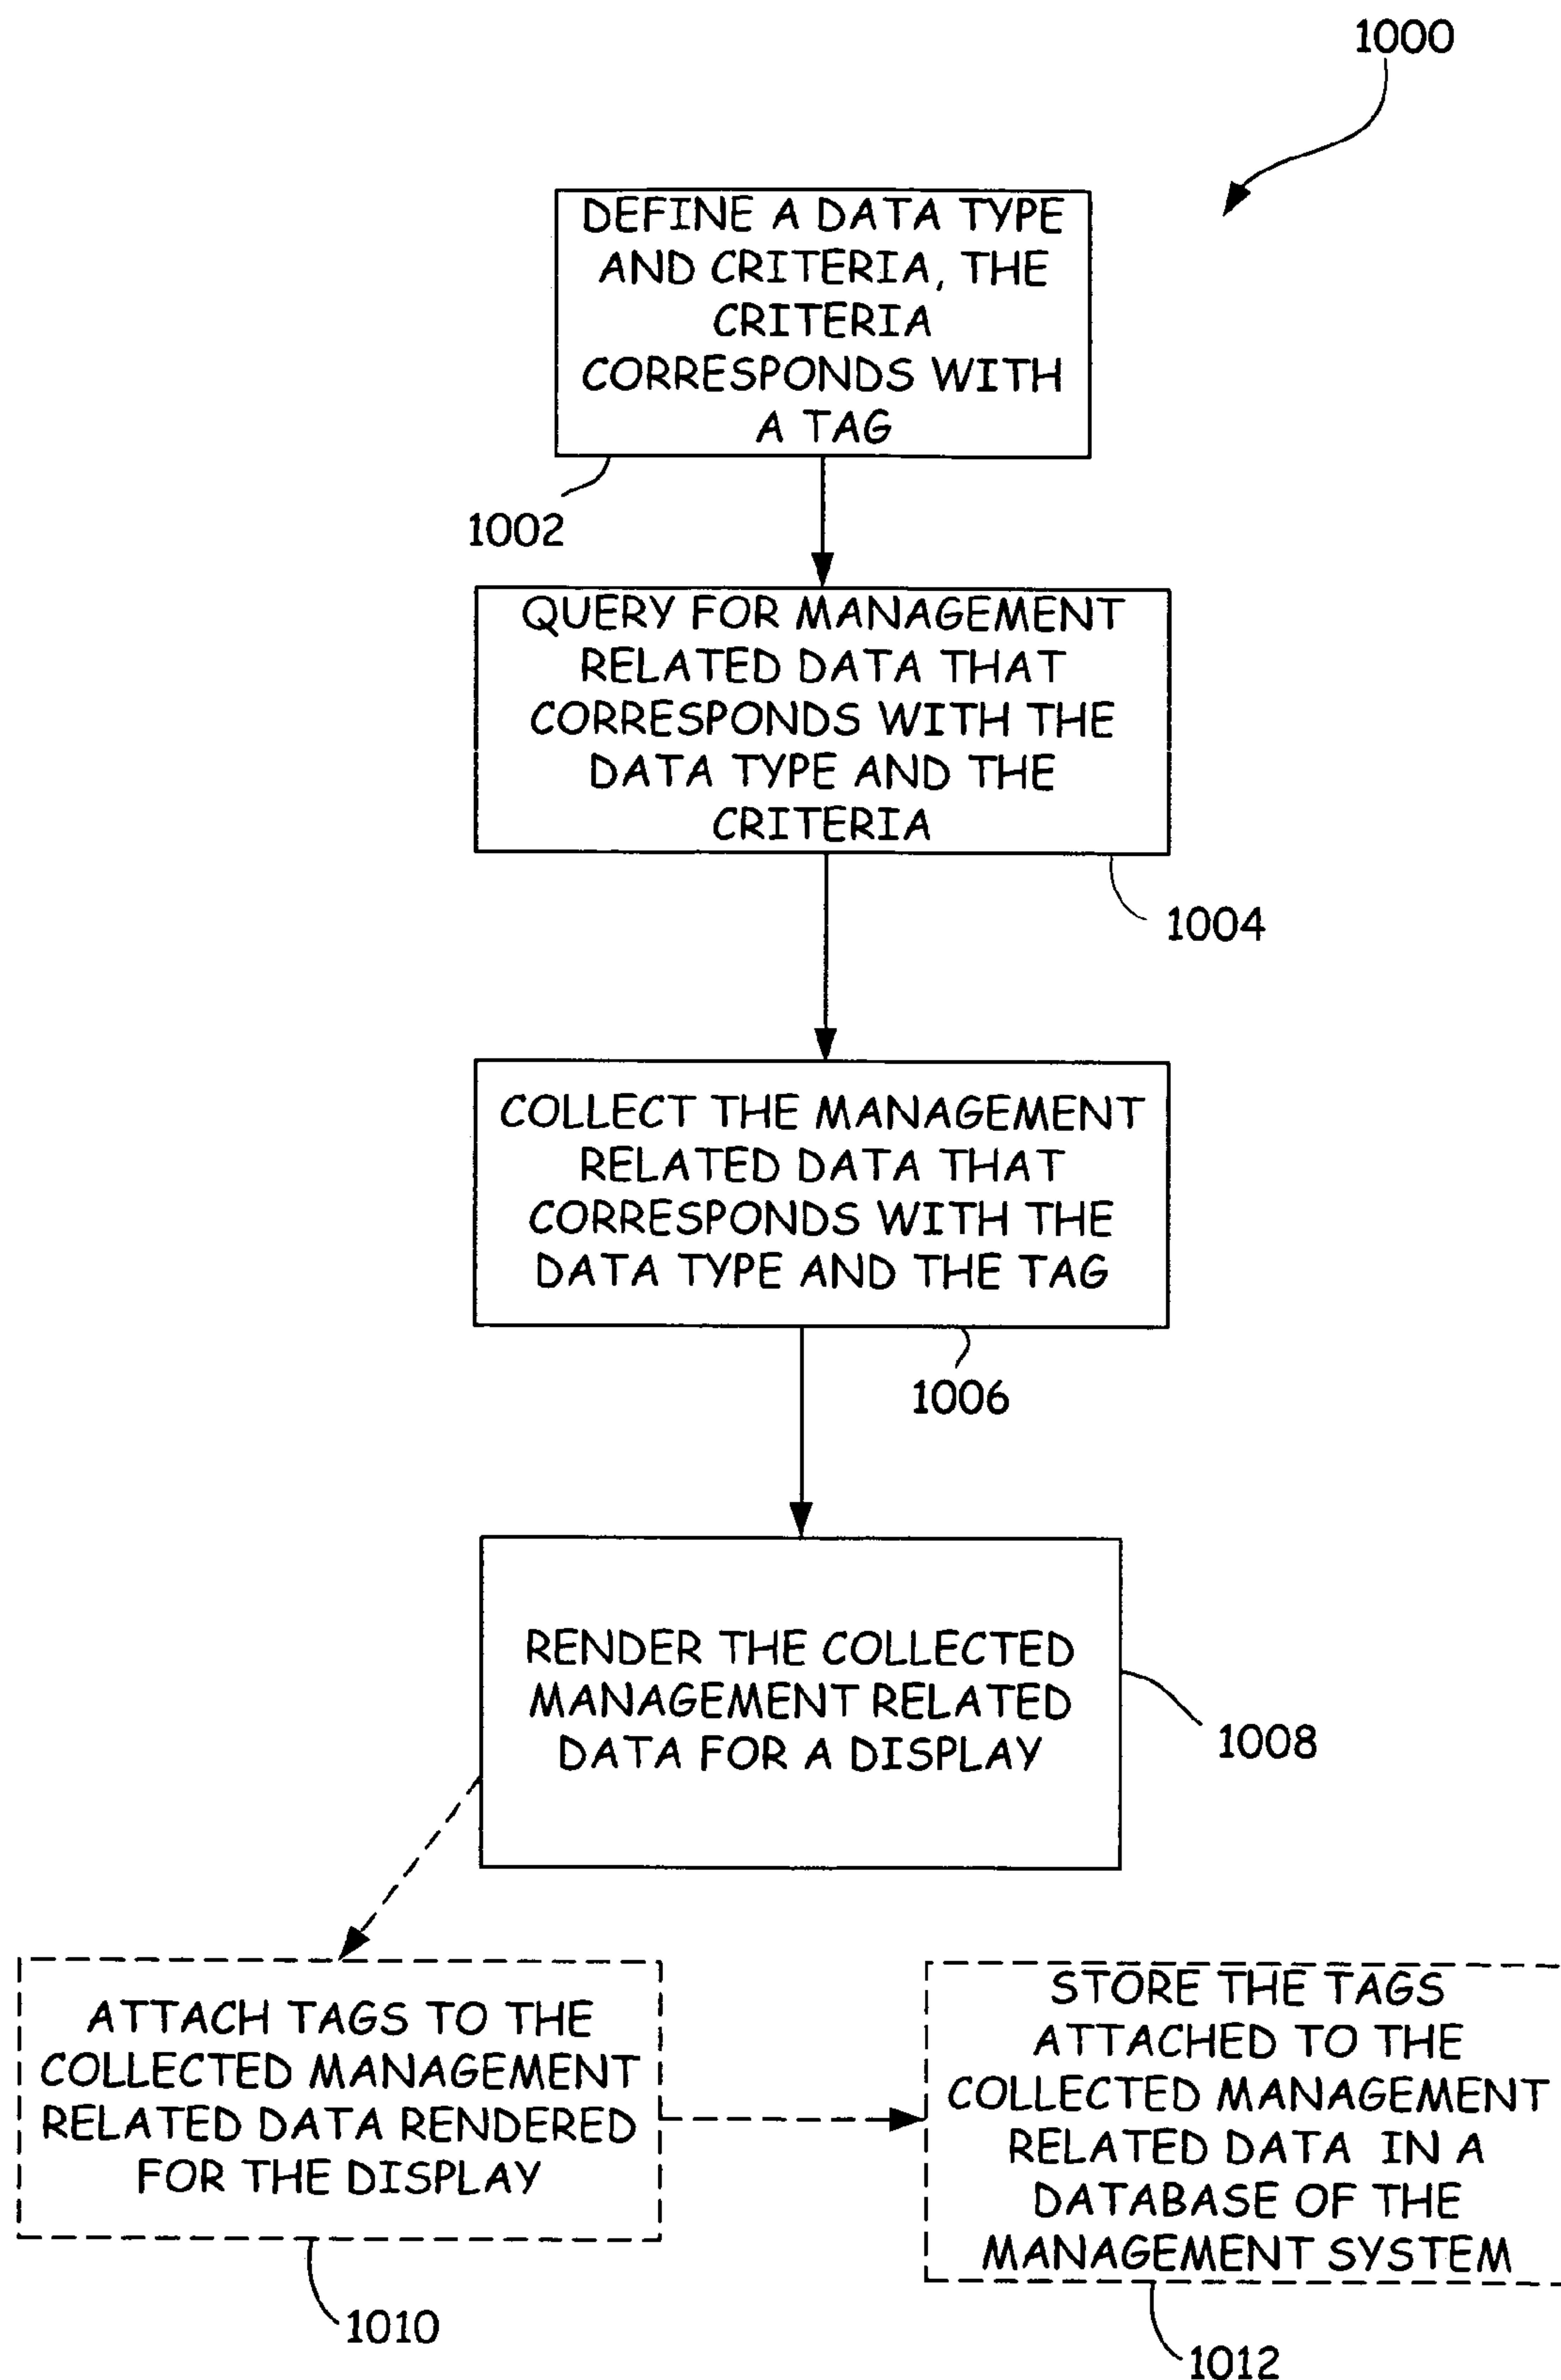 1000
DEFINE A DATA TYPE
AND CRITERIA, THE
CRITERIA
CORRESPONDS WITH
A TAG
1002
QUERY FOR MANAGEMENT
RELATED DATA THAT
CORRESPONDS WITH THE
DATA TYPE AND THE
CRITERIA
1004
COLLECT THE MANAGEMENT
RELATED DATA THAT
CORRESPONDS WITH THE
DATA TYPE AND THE TAG
1006
RENDER THE COLLECTED
MANAGEMENT RELATED
DATA FOR A DISPLAY
1008
ATTACH TAGS TO THE
COLLECTED MANAGEMENT
RELATED DATA RENDERED
FOR THE DISPLAY
1010
STORE THE TAGS
ATTACHED TO THE
COLLECTED MANAGEMENT
RELATED DATA IN A
DATABASE OF THE
MANAGEMENT SYSTEM
1012